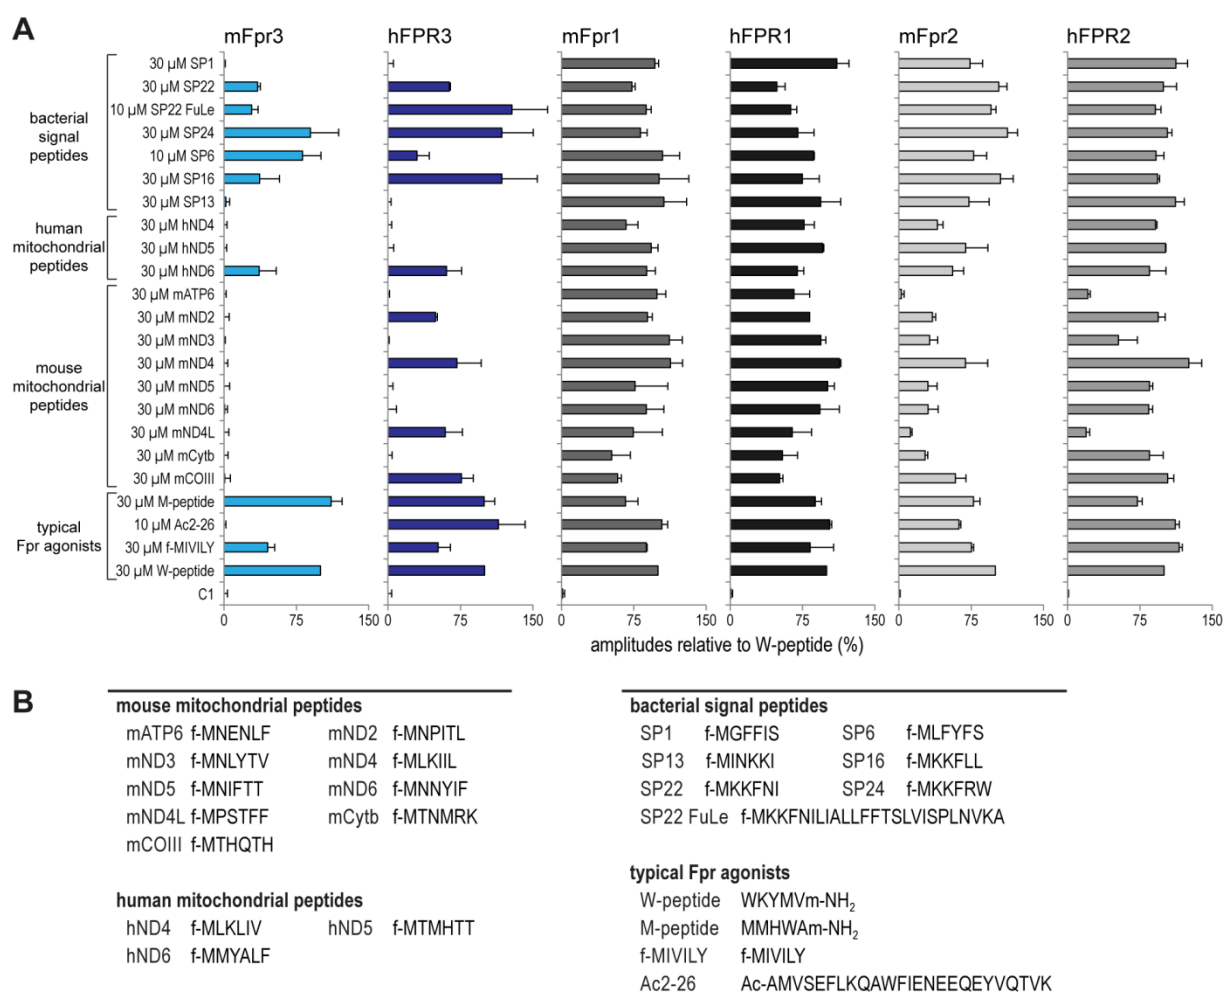 A
mFpr3 hFPR3 mFpr1 hFPR1 mFpr2 hFPR2
bacterial
signal
peptides
30 µM SP1
30 µM SP22
10 µM SP22 FuLe
30 µM SP24
10 µM SP6
30 µM SP16
30 µM SP13
human
mitochondrial
peptides
30 µM hND4
30 µM hND5
30 µM hND6
mouse
mitochondrial
peptides
30 µM mATP6
30 µM mND2
30 µM mND3
30 µM mND4
30 µM mND5
30 µM mND6
30 µM mND4L
30 µM mCytb
30 µM mCOIII
typical
Fpr agonists
30 µM M-peptide
10 µM Ac2-26
30 µM f-MIVILY
30 µM W-peptide
C1
0 75 150 0 75 150 0 75 150 0 75 150 0 75 150 0 75 150
amplitudes relative to W-peptide (%)
B
mouse mitochondrial peptides
mATP6 f-MNENLF mND2 f-MNPITL
mND3 f-MNLYTV mND4 f-MLKIIL
mND5 f-MNIFTT mND6 f-MNNYIF
mND4L f-MPSTFF mCytb f-MTNMRK
mCOIII f-MTHQTH
human mitochondrial peptides
hND4 f-MLKLIV hND5 f-MTMHTT
hND6 f-MMYALF
bacterial signal peptides
SP1 f-MGFFIS SP6 f-MLFYFS
SP13 f-MINKKI SP16 f-MKKFLL
SP22 f-MKKFNI SP24 f-MKKFRW
SP22 FuLe f-MKKFNILIALLFFTSLVISPLNVKA
typical Fpr agonists
W-peptide WKYMVm-NH2
M-peptide MMHWAm-NH2
f-MIVILY f-MIVILY
Ac2-26 Ac-AMVSEFLKQAWFIENEEQEYVQTVK